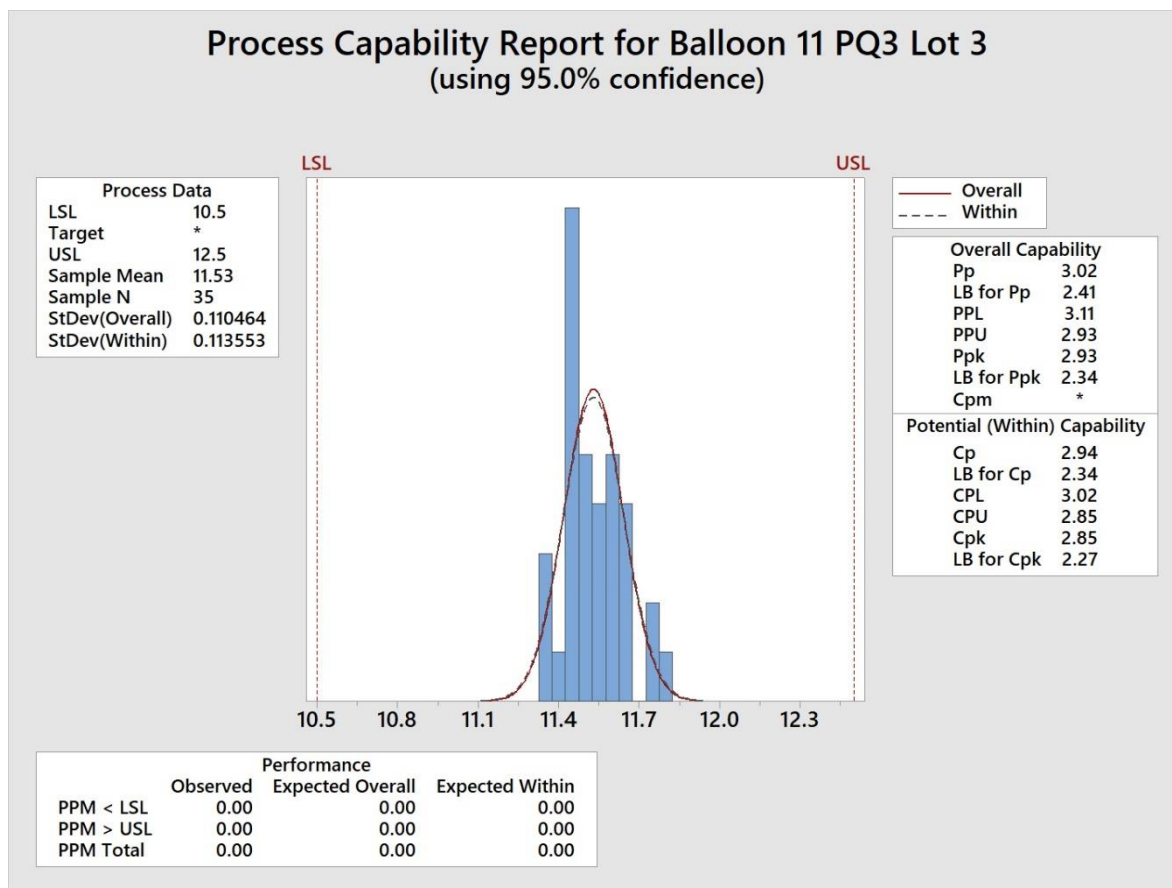 Process Capability Report for Balloon 11 PQ3 Lot 3
(using 95.0% confidence)
LSL USL
Process Data
LSL 10.5
Target *
USL 12.5
Sample Mean 11.53
Sample N 35
StDev(Overall) 0.110464
StDev(Within) 0.113553
Overall
Within
Overall Capability
Pp 3.02
LB for Pp 2.41
PPL 3.11
PPU 2.93
Ppk 2.93
LB for Ppk 2.34
Cpm *
Potential (Within) Capability
Cp 2.94
LB for Cp 2.34
CPL 3.02
CPU 2.85
Cpk 2.85
LB for Cpk 2.27
10.5 10.8 11.1 11.4 11.7 12.0 12.3
Performance
Observed Expected Overall Expected Within
PPM < LSL 0.00 0.00 0.00
PPM > USL 0.00 0.00 0.00
PPM Total 0.00 0.00 0.00